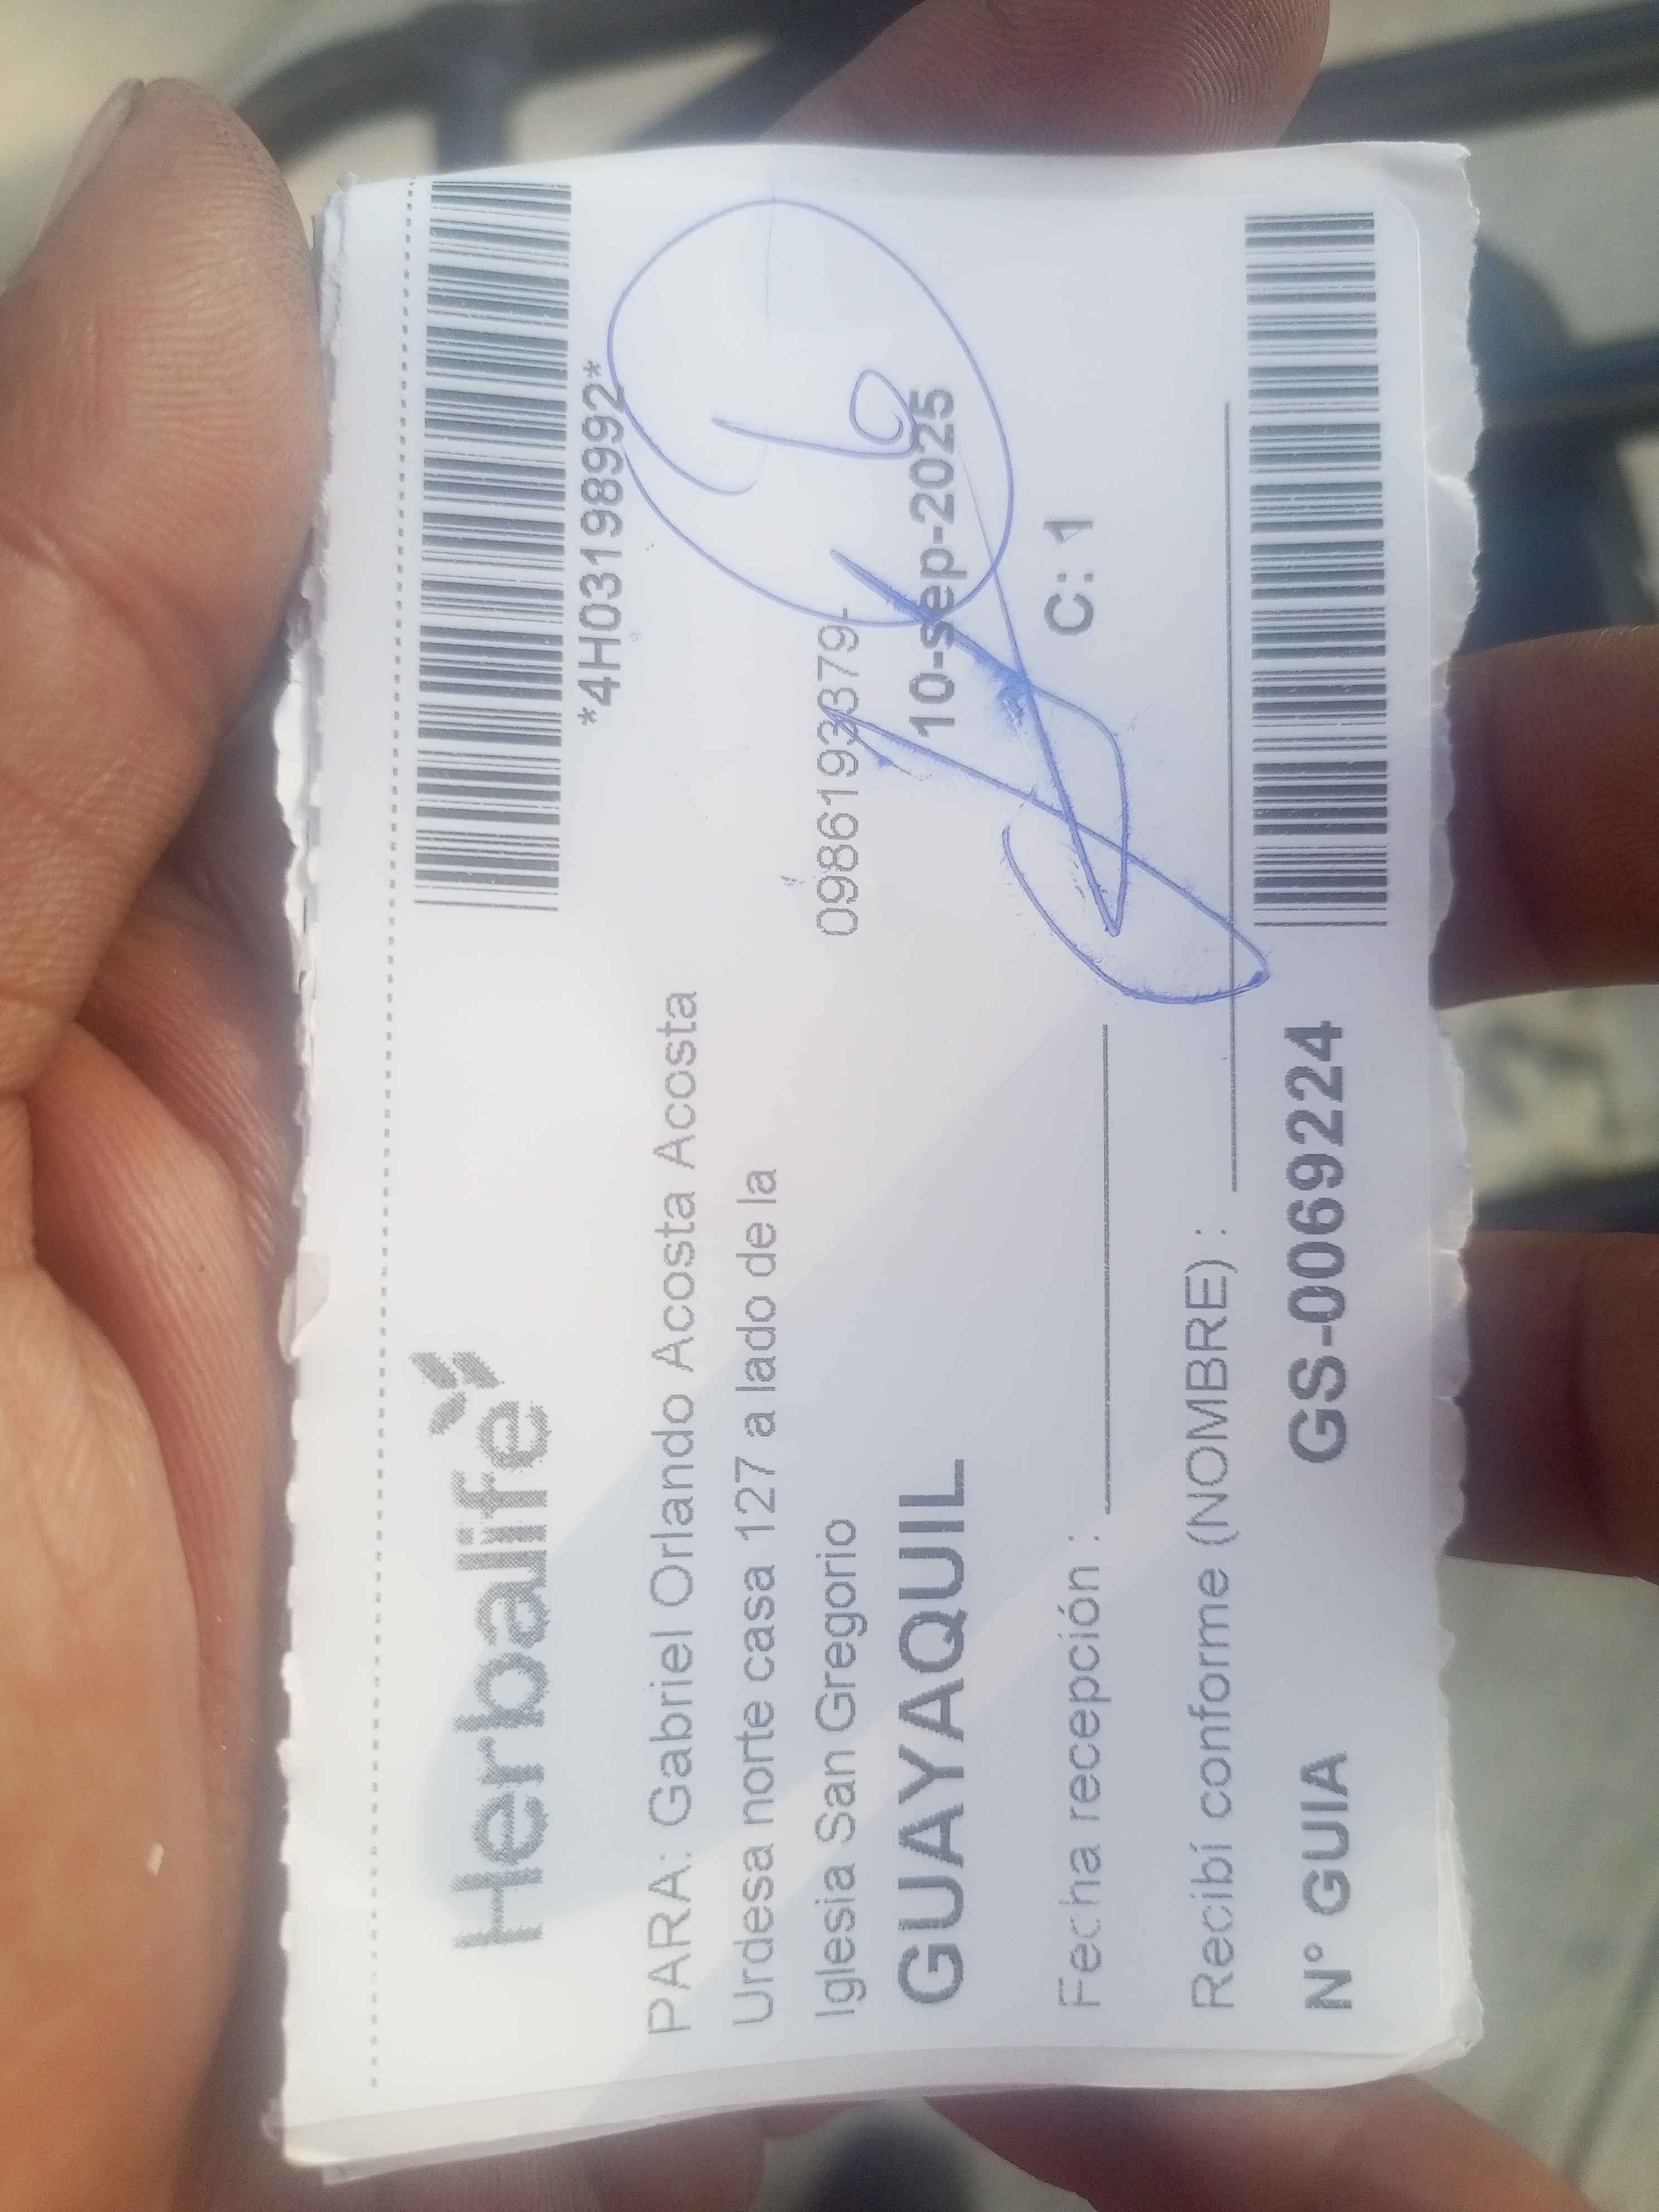 Herbalife
*4H03198992*
PARA: Gabriel Orlando Acosta Acosta
Urdesa norte casa 127 a lado de la
Iglesia San Gregorio
GUAYAQUIL 10-sep-2025
Fecha recepción : C: 1
Recibí conforme (NOMBRE) :
N° GUIA GS-0069224